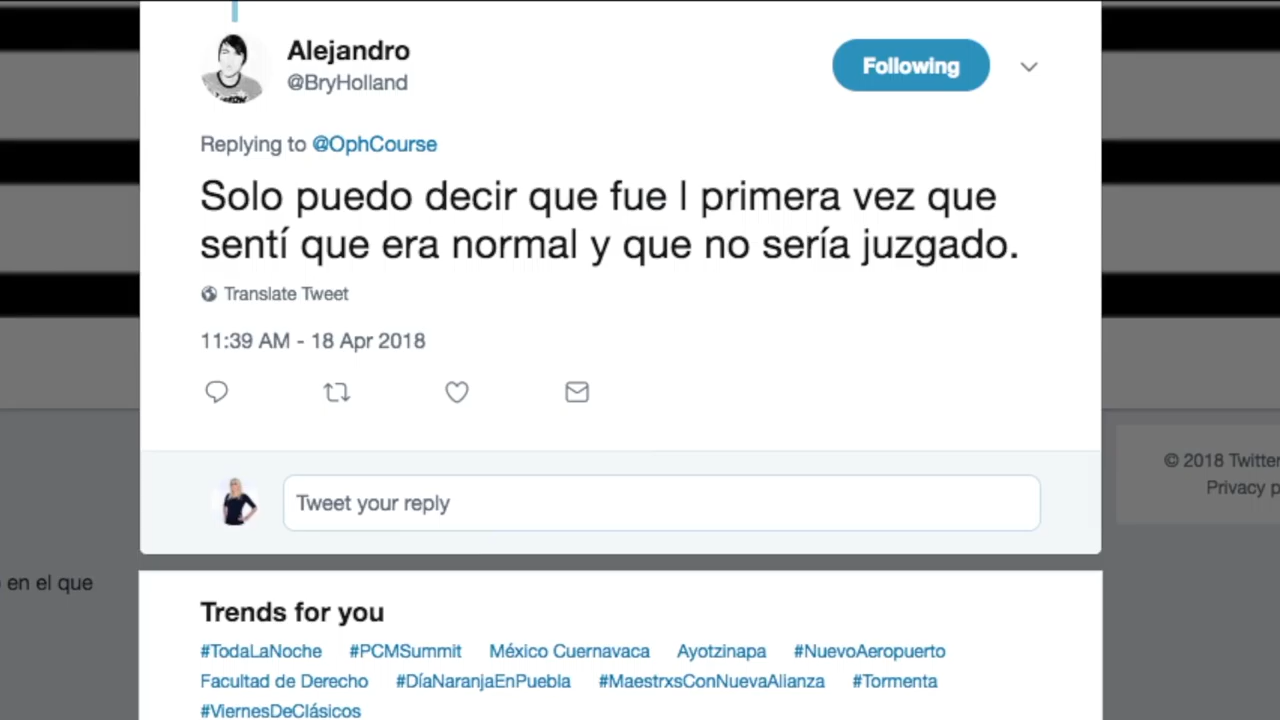 Alejandro
@BryHolland
Following
Replying to @OphCourse
Solo puedo decir que fue l primera vez que
sentí que era normal y que no sería juzgado.
Translate Tweet
11:39 AM - 18 Apr 2018
Tweet your reply
© 2018 Twitter
Privacy p
en el que
Trends for you
#TodaLaNoche #PCMSummit México Cuernavaca Ayotzinapa #NuevoAeropuerto
Facultad de Derecho #DíaNaranjaEnPuebla #MaestrxsConNuevaAlianza #Tormenta
#ViernesDeClásicos